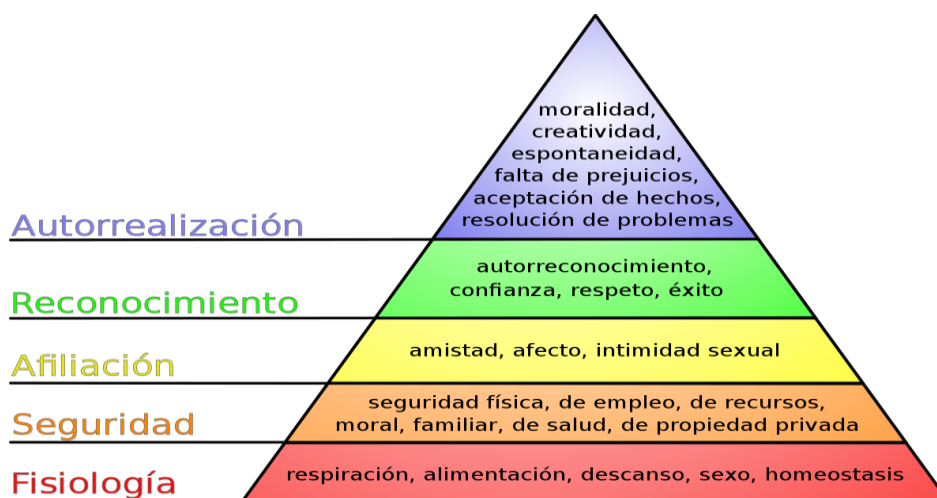 moralidad,
creatividad,
espontaneidad,
falta de prejuicios,
aceptación de hechos,
resolución de problemas
Autorrealización
autorreconocimiento,
confianza, respeto, éxito
Reconocimiento
amistad, afecto, intimidad sexual
Afiliación
seguridad física, de empleo, de recursos,
moral, familiar, de salud, de propiedad privada
Seguridad
respiración, alimentación, descanso, sexo, homeostasis
Fisiología